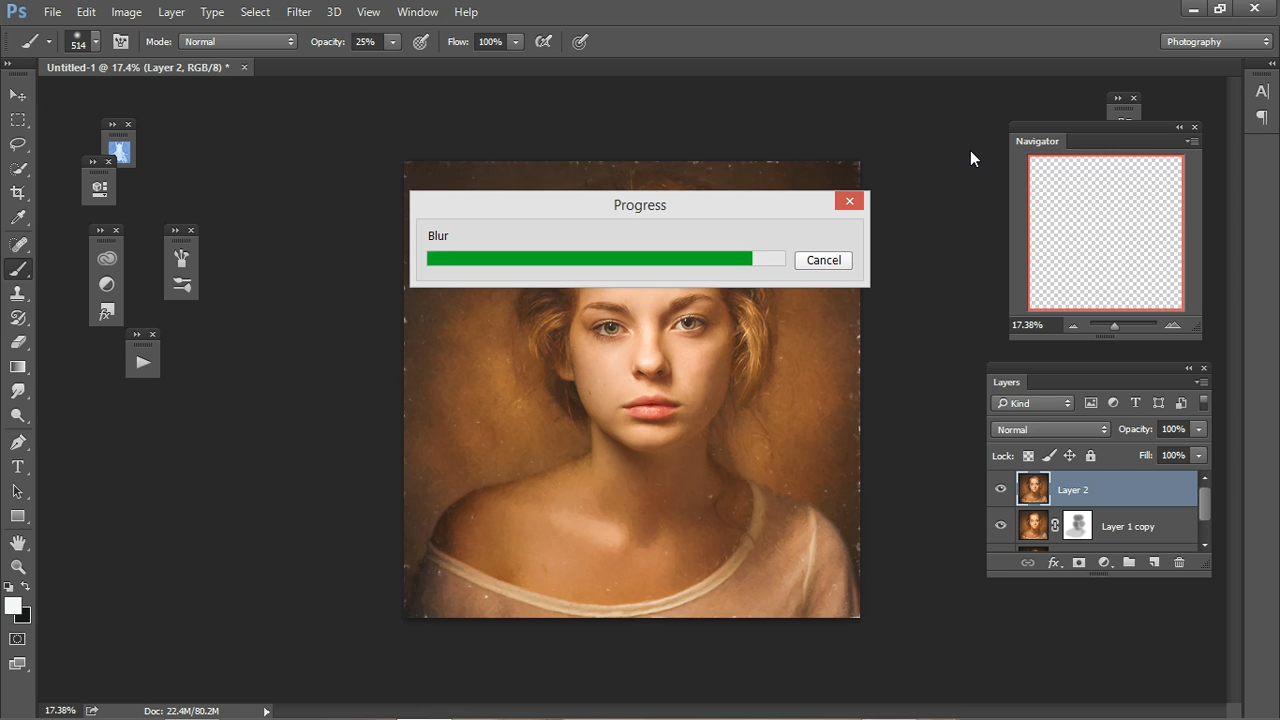 Ps File Edit Image Layer Type Select Filter 3D View Window Help
514 Mode: Normal Opacity: 25% Flow: 100% Photography
Untitled-1 @ 17.4% (Layer 2, RGB/8) *
Navigator
17.38%
Progress
Blur
Cancel
Layers
Kind
Normal Opacity: 100%
Lock: Fill: 100%
Layer 2
Layer 1 copy
fx
17.38% Doc: 22.4M/80.2M